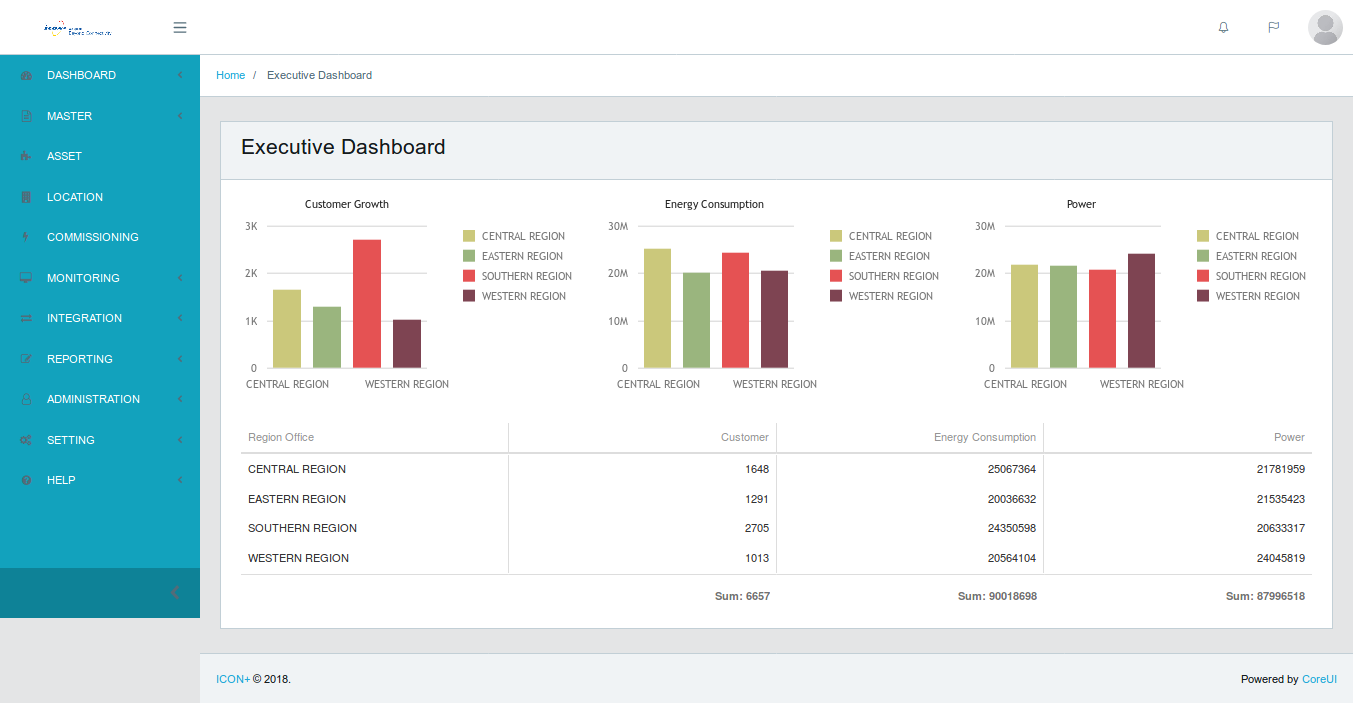 Home / Executive Dashboard
DASHBOARD
MASTER
ASSET
LOCATION
COMMISSIONING
MONITORING
INTEGRATION
REPORTING
ADMINISTRATION
SETTING
HELP
Executive Dashboard
Customer Growth
3K
2K
1K
0
CENTRAL REGION WESTERN REGION
CENTRAL REGION
EASTERN REGION
SOUTHERN REGION
WESTERN REGION
Energy Consumption
30M
20M
10M
0
CENTRAL REGION WESTERN REGION
CENTRAL REGION
EASTERN REGION
SOUTHERN REGION
WESTERN REGION
Power
30M
20M
10M
0
CENTRAL REGION WESTERN REGION
CENTRAL REGION
EASTERN REGION
SOUTHERN REGION
WESTERN REGION
Region Office Customer Energy Consumption Power
CENTRAL REGION 1648 25067364 21781959
EASTERN REGION 1291 20036632 21535423
SOUTHERN REGION 2705 24350598 20633317
WESTERN REGION 1013 20564104 24045819
Sum: 6657 Sum: 90018698 Sum: 87996518
ICON+ © 2018. Powered by CoreUI